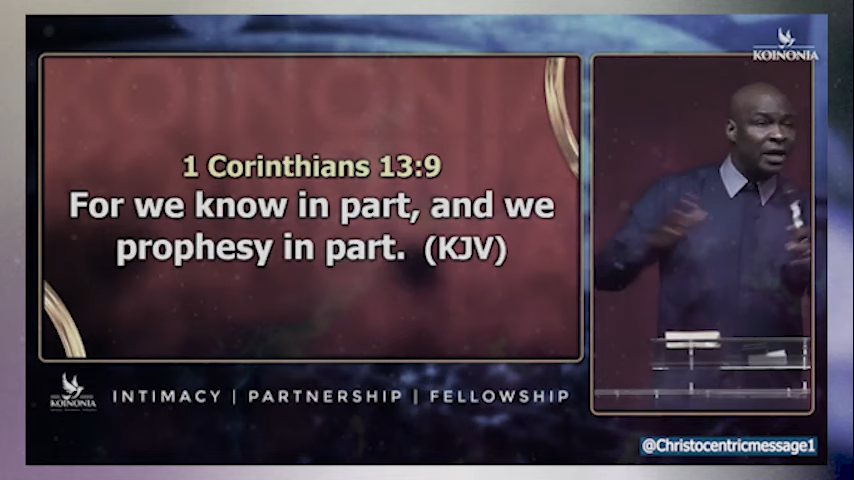 KOINONIA
1 Corinthians 13:9
For we know in part, and we
prophesy in part. (KJV)
KOINONIA
INTIMACY | PARTNERSHIP | FELLOWSHIP
@Christocentricmessage1